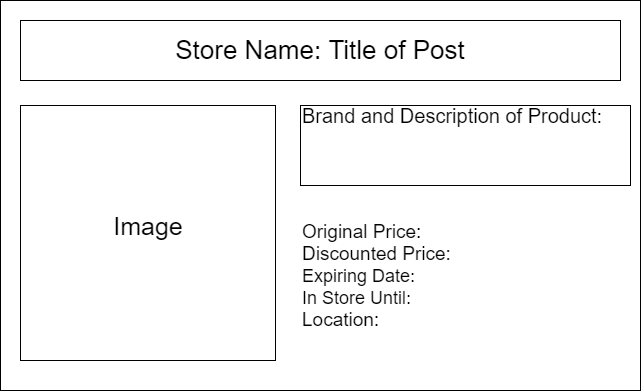 Store Name: Title of Post
Brand and Description of Product:
Image
Original Price:
Discounted Price:
Expiring Date:
In Store Until:
Location: